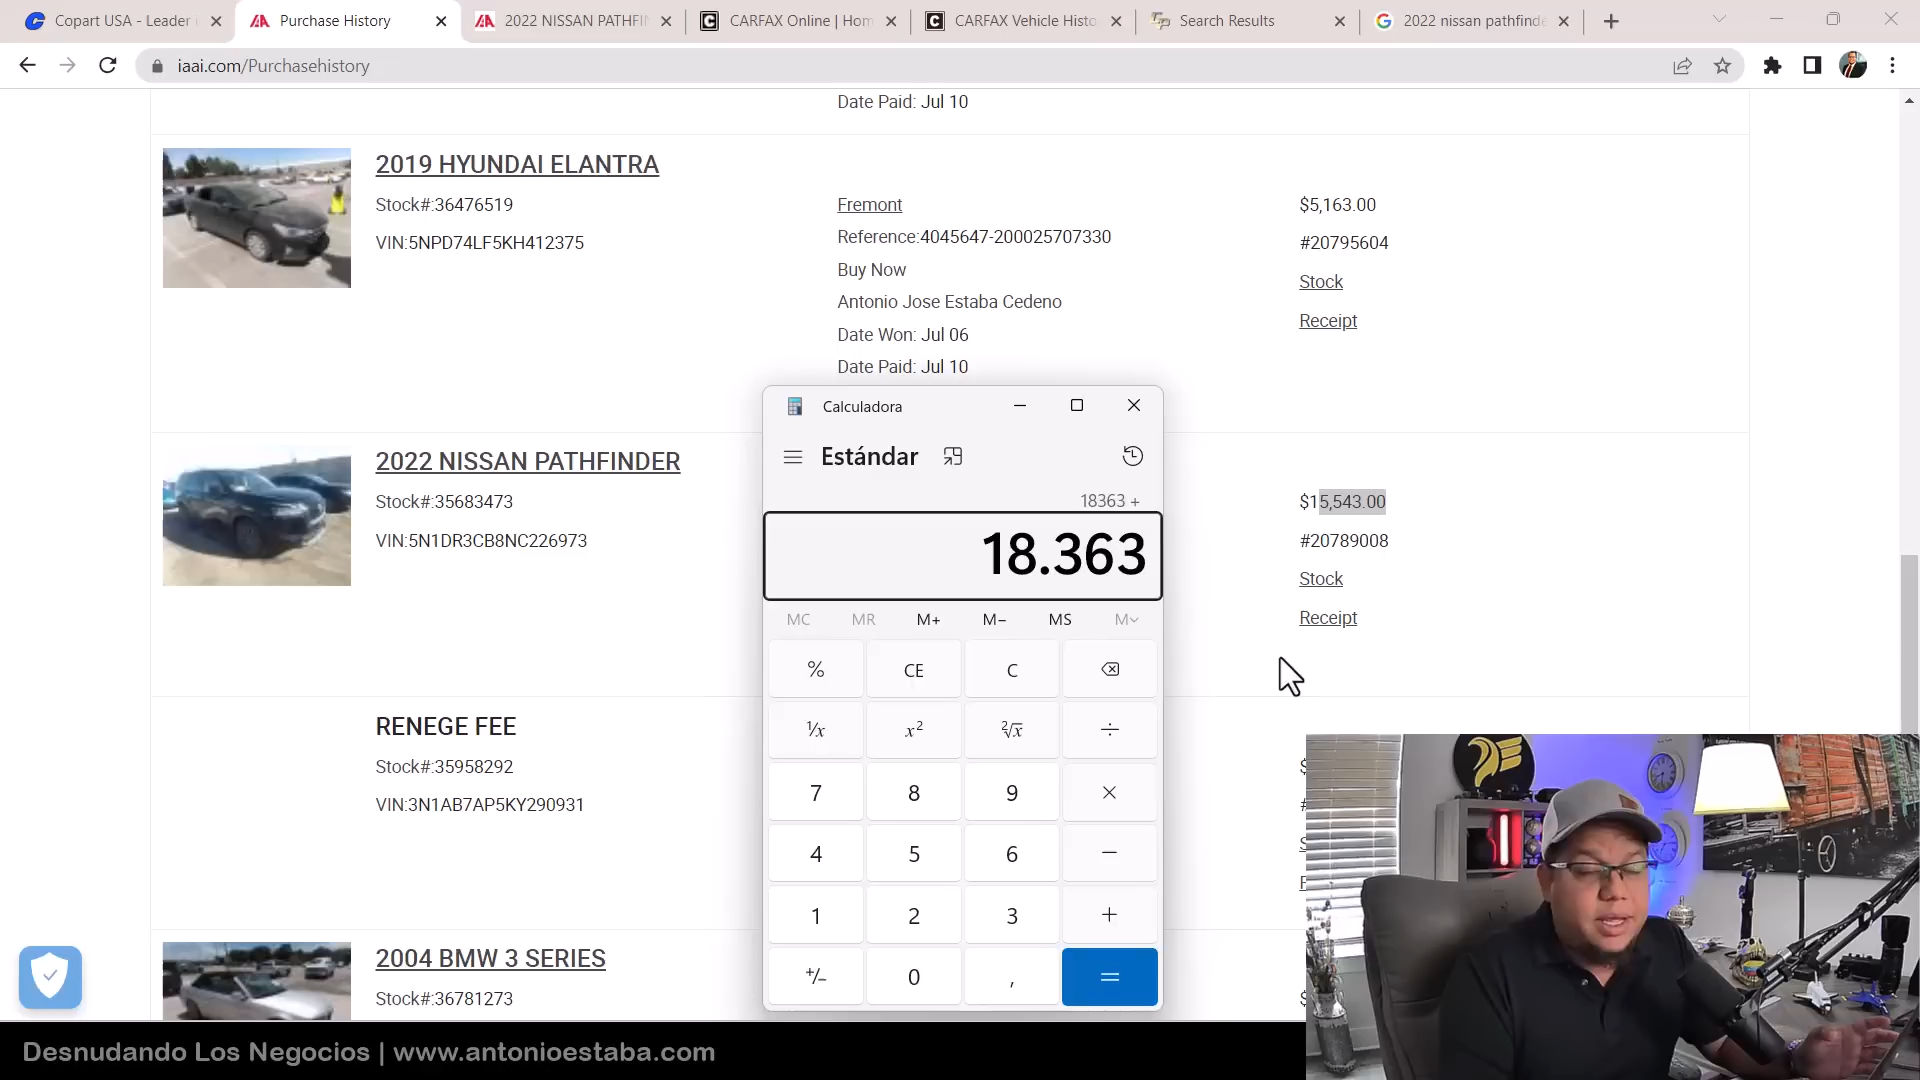 Copart USA - Leader i
Purchase History
2022 NISSAN PATHFIN
CARFAX Online | Hom
CARFAX Vehicle Histo
Search Results
2022 nissan pathfinde
iaai.com/Purchasehistory
Date Paid: Jul 10
2019 HYUNDAI ELANTRA
Stock#:36476519
VIN:5NPD74LF5KH412375
Fremont
Reference:4045647-200025707330
Buy Now
Antonio Jose Estaba Cedeno
Date Won: Jul 06
Date Paid: Jul 10
$5,163.00
#20795604
Stock
Receipt
2022 NISSAN PATHFINDER
Stock#:35683473
VIN:5N1DR3CB8NC226973
$15,543.00
#20789008
Stock
Receipt
RENEGE FEE
Stock#:35958292
VIN:3N1AB7AP5KY290931
2004 BMW 3 SERIES
Stock#:36781273
Calculadora
Estándar
18363 +
18.363
MC MR M+ M− MS M
% CE C
1/x x² ²√x ÷
7 8 9 ×
4 5 6 −
1 2 3 +
+/− 0 , =
Desnudando Los Negocios | www.antonioestaba.com